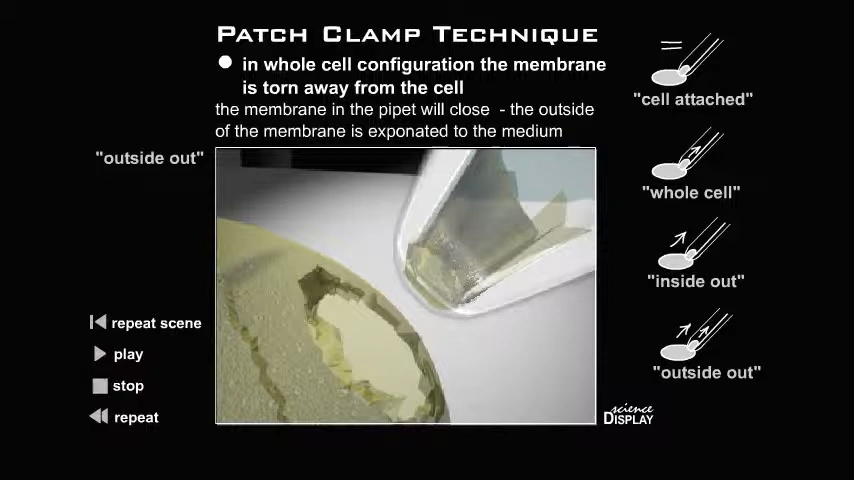 PATCH CLAMP TECHNIQUE
in whole cell configuration the membrane
is torn away from the cell
the membrane in the pipet will close - the outside
of the membrane is exponated to the medium
"outside out"
"cell attached"
"whole cell"
"inside out"
"outside out"
repeat scene
play
stop
repeat
science
DISPLAY